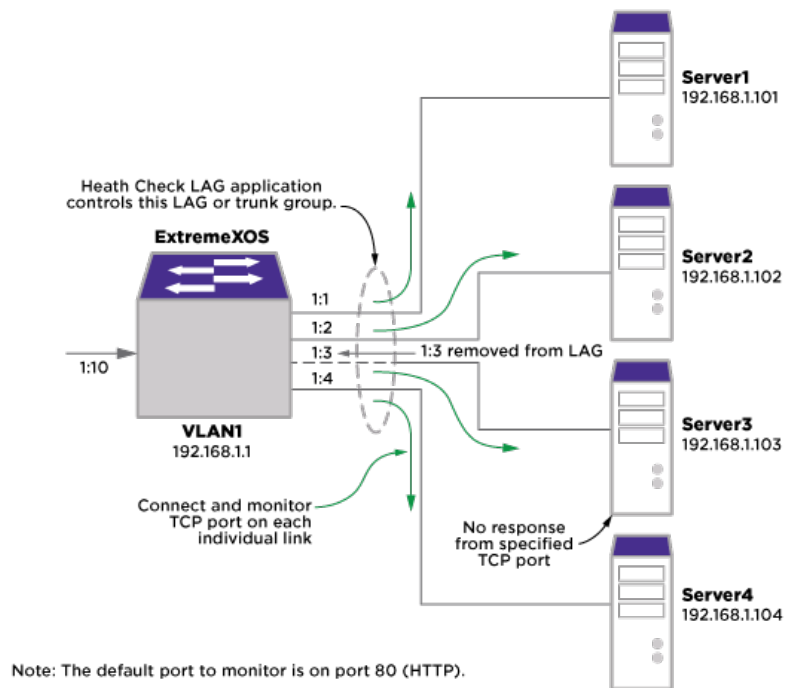 Server1
192.168.1.101
Heath Check LAG application
controls this LAG or trunk group.
ExtremeXOS
Server2
192.168.1.102
1:1
1:2
1:3
1:3 removed from LAG
1:10
1:4
VLAN1
192.168.1.1
Server3
192.168.1.103
Connect and monitor
TCP port on each
individual link
No response
from specified
TCP port
Server4
192.168.1.104
Note: The default port to monitor is on port 80 (HTTP).